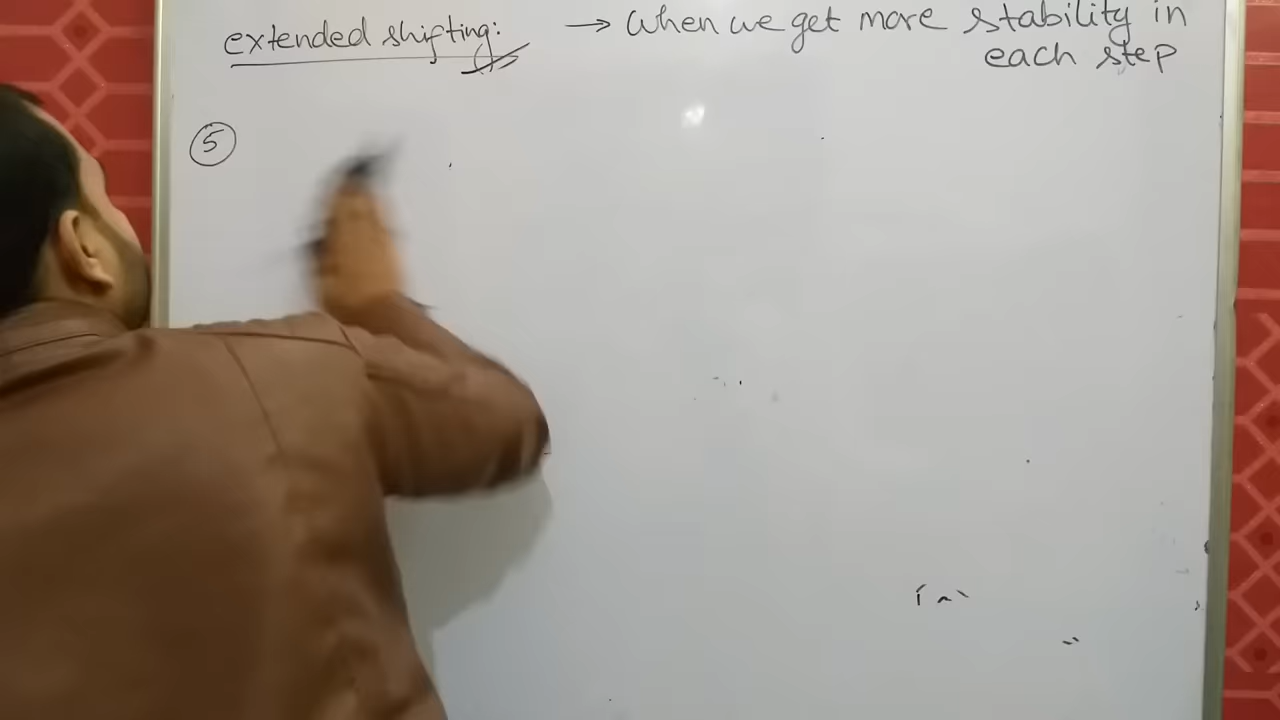 extended shifting: → When we get more stability in
each step
5